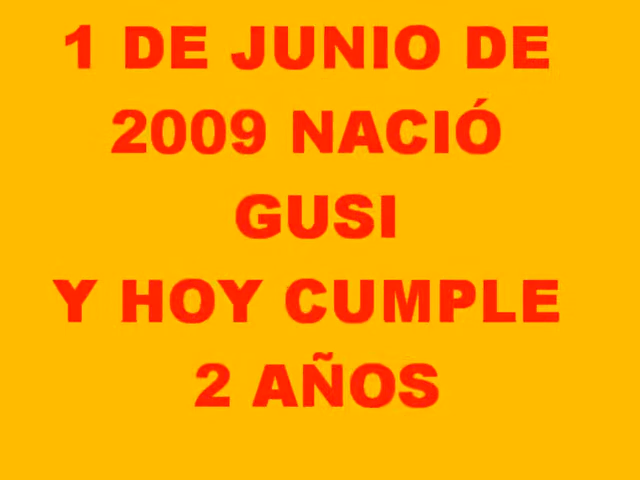 1 DE JUNIO DE
2009 NACIÓ
GUSI
Y HOY CUMPLE
2 AÑOS